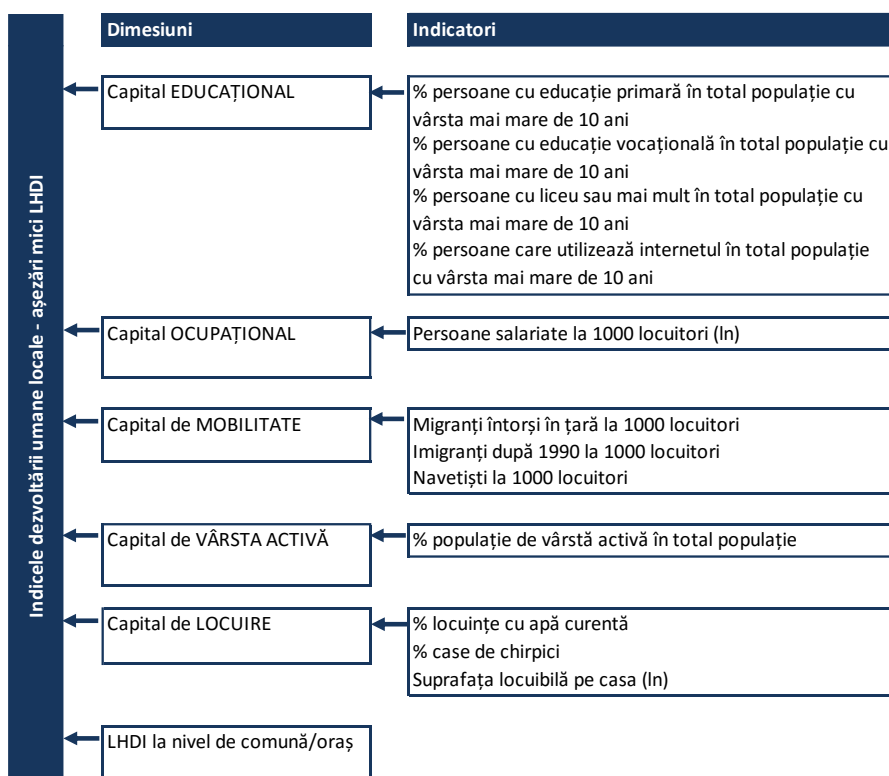 Dimesiuni
Indicatori
Indicele dezvoltării umane locale - așezări mici LHDI
Capital EDUCAȚIONAL
% persoane cu educație primară în total populație cu
vârsta mai mare de 10 ani
% persoane cu educație vocațională în total populație cu
vârsta mai mare de 10 ani
% persoane cu liceu sau mai mult în total populație cu
vârsta mai mare de 10 ani
% persoane care utilizează internetul în total populație
cu vârsta mai mare de 10 ani
Capital OCUPAȚIONAL
Persoane salariate la 1000 locuitori (ln)
Capital de MOBILITATE
Migranți întorși în țară la 1000 locuitori
Imigranți după 1990 la 1000 locuitori
Navetiști la 1000 locuitori
Capital de VÂRSTA ACTIVĂ
% populație de vârstă activă în total populație
Capital de LOCUIRE
% locuințe cu apă curentă
% case de chirpici
Suprafața locuibilă pe casa (ln)
LHDI la nivel de comună/oraș